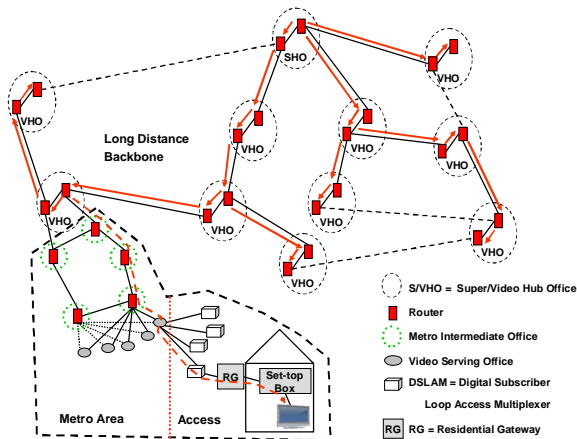 SHO
VHO
VHO
VHO
Long Distance
Backbone
VHO
VHO
VHO
VHO
VHO
VHO
VHO
S/VHO = Super/Video Hub Office
Router
Metro Intermediate Office
Video Serving Office
DSLAM = Digital Subscriber
Loop Access Multiplexer
RG
RG = Residential Gateway
RG
Set-top
Box
Metro Area
Access